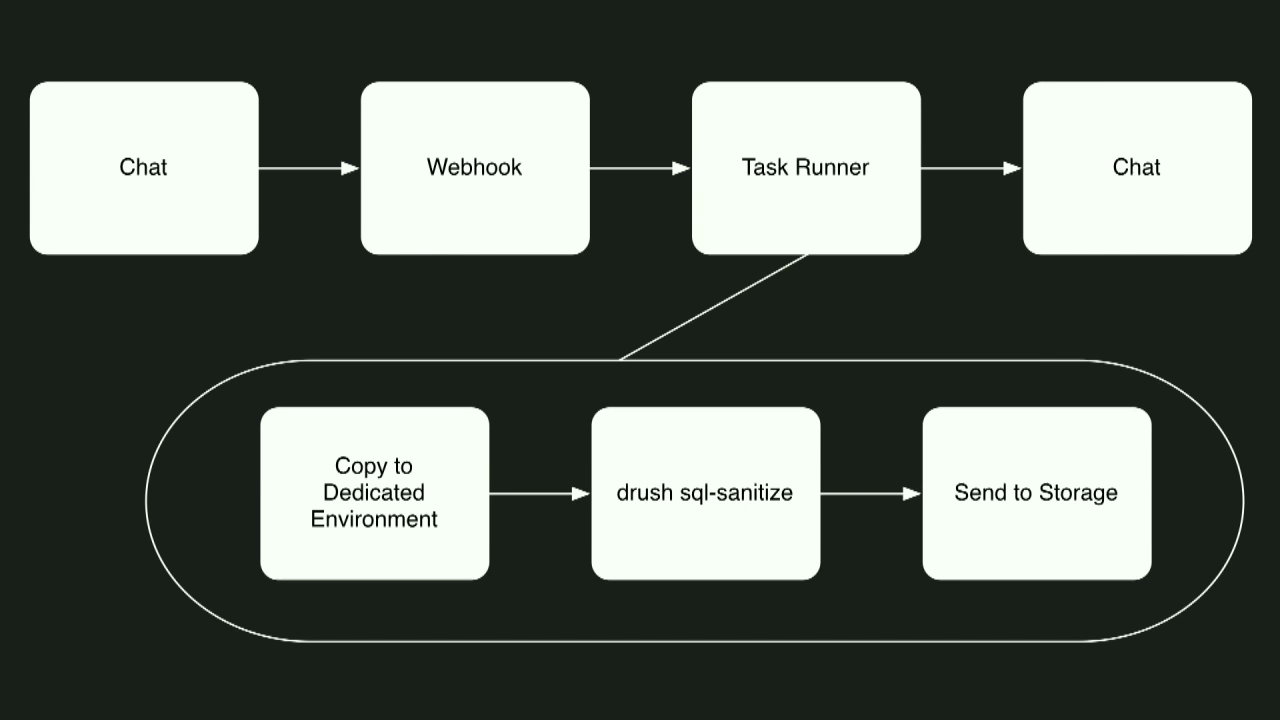 Chat
Webhook
Task Runner
Chat
Copy to
Dedicated
Environment
drush sql-sanitize
Send to Storage